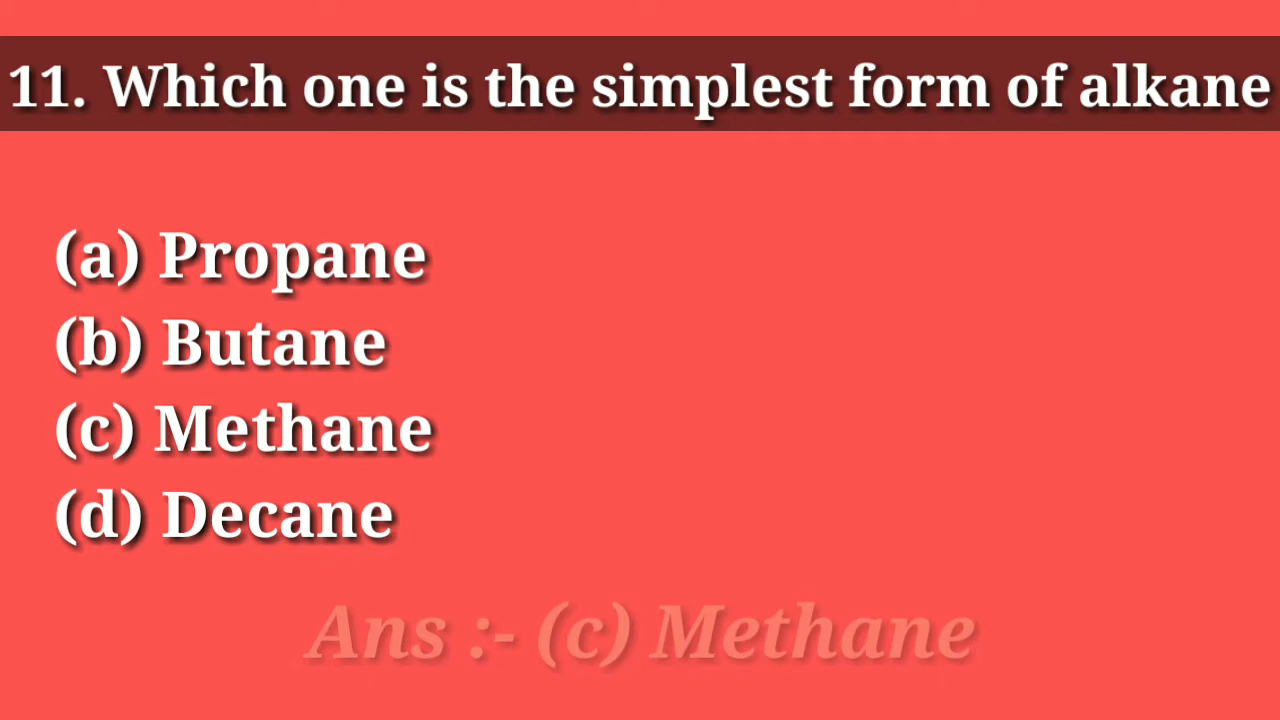 11. Which one is the simplest form of alkane
(a) Propane
(b) Butane
(c) Methane
(d) Decane
Ans :- (c) Methane